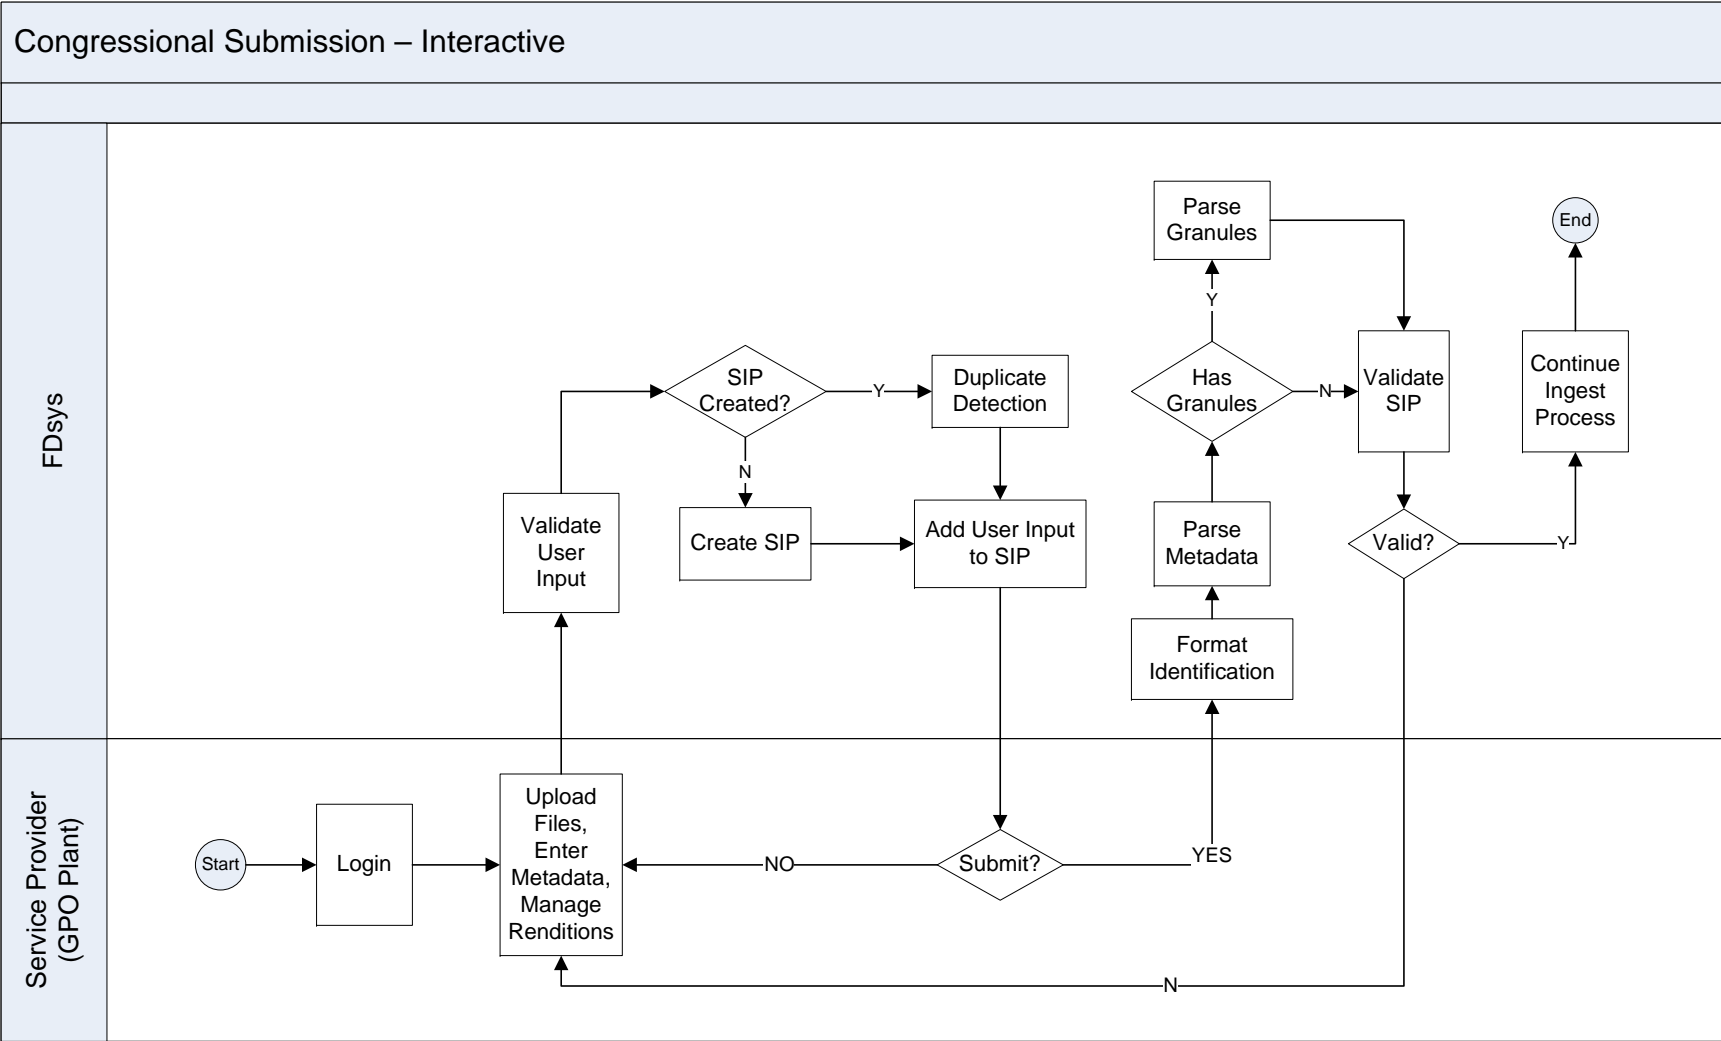 Congressional Submission – Interactive
FDsys
Parse
Granules
End
Y
SIP
Created?
Y
Duplicate
Detection
Has
Granules
N
Validate
SIP
Continue
Ingest
Process
N
Validate
User
Input
Create SIP
Add User Input
to SIP
Parse
Metadata
Valid?
Y
Format
Identification
Service Provider
(GPO Plant)
Start
Login
Upload
Files,
Enter
Metadata,
Manage
Renditions
NO
Submit?
YES
N